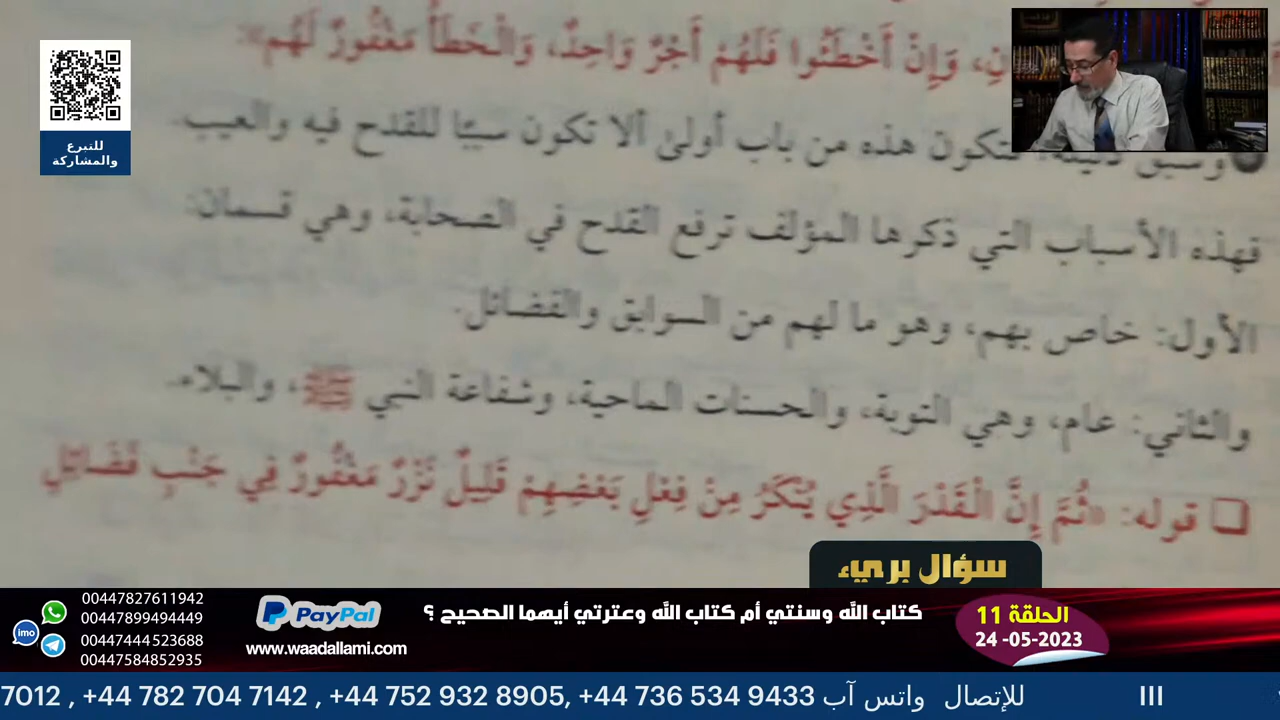 ـنِ، وَإِنْ أَخْطَئُوا فَلَهُمْ أَجْرٌ وَاحِدٌ، وَالْخَطَأُ مَغْفُورٌ لَهُم»:
فتكون هذه من باب أولى ألا تكون سببًا للقدح فيه والعيب.
فهذه الأسباب التي ذكرها المؤلف ترفع القدح في الصحابة، وهي قسمان:
الأول: خاص بهم، وهو ما لهم من السوابق والفضائل.
والثاني: عام، وهي التوبة، والحسنات الماحية، وشفاعة النبي ﷺ، والبلاء.
❑ قوله: «ثُمَّ إِنَّ الْقَدْرَ الَّذِي يُنْكَرُ مِنْ فِعْلِ بَعْضِهِمْ قَلِيلٌ نَزْرٌ مَغْفُورٌ فِي جَنْبِ فَضَائِلِ
للتبرع
والمشاركة
سؤال بريء
الحلقة 11
24 -05-2023
كتاب الله وسنتي أم كتاب الله وعترتي أيهما الصحيح ؟
PayPal
www.waadallami.com
00447827611942
00447899494449
imo
00447444523688
00447584852935
للإتصال واتس آب 7012 , +44 782 704 7142 , +44 752 932 8905, +44 736 534 9433